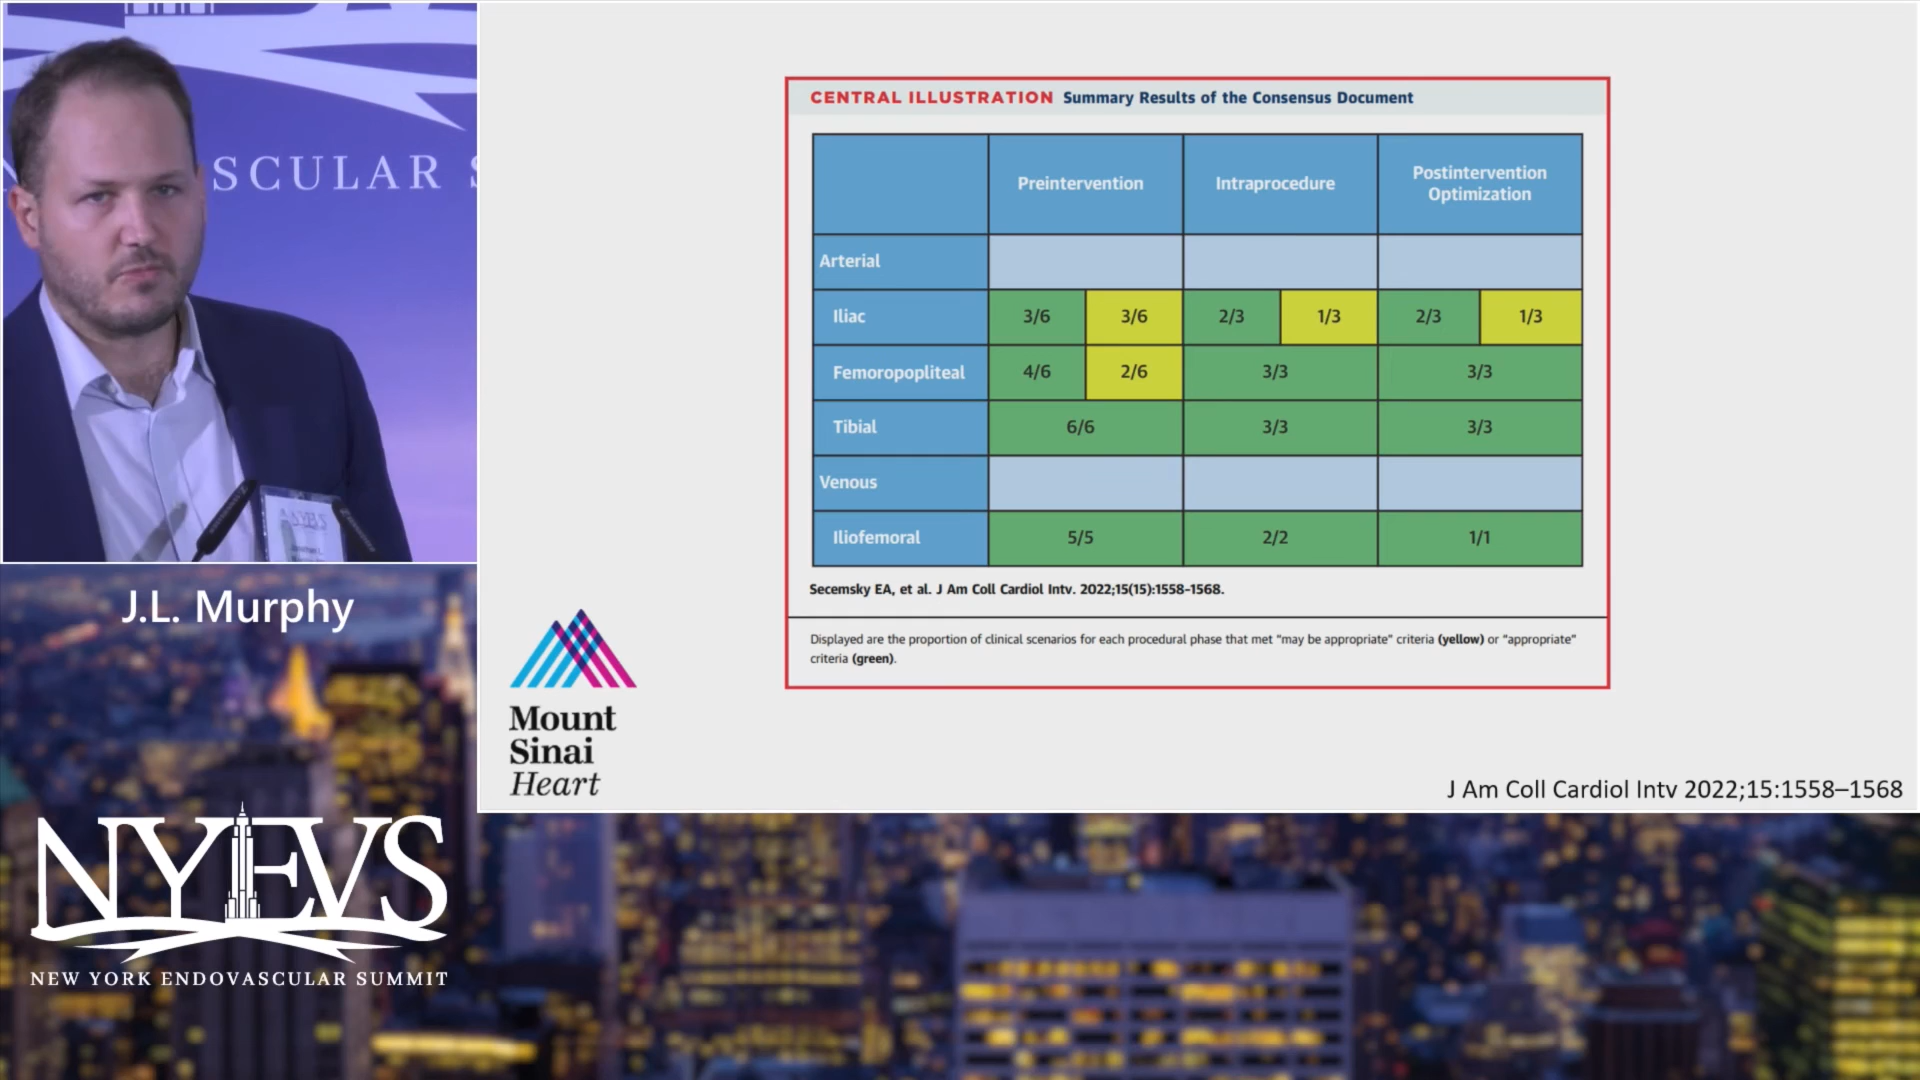 SCULAR
J.L. Murphy
NYEVS
NEW YORK ENDOVASCULAR SUMMIT
CENTRAL ILLUSTRATION Summary Results of the Consensus Document
Preintervention Intraprocedure Postintervention Optimization
Arterial
Iliac 3/6 3/6 2/3 1/3 2/3 1/3
Femoropopliteal 4/6 2/6 3/3 3/3
Tibial 6/6 3/3 3/3
Venous
Iliofemoral 5/5 2/2 1/1
Secemsky EA, et al. J Am Coll Cardiol Intv. 2022;15(15):1558-1568.
Displayed are the proportion of clinical scenarios for each procedural phase that met "may be appropriate" criteria (yellow) or "appropriate"
criteria (green).
Mount
Sinai
Heart
J Am Coll Cardiol Intv 2022;15:1558–1568